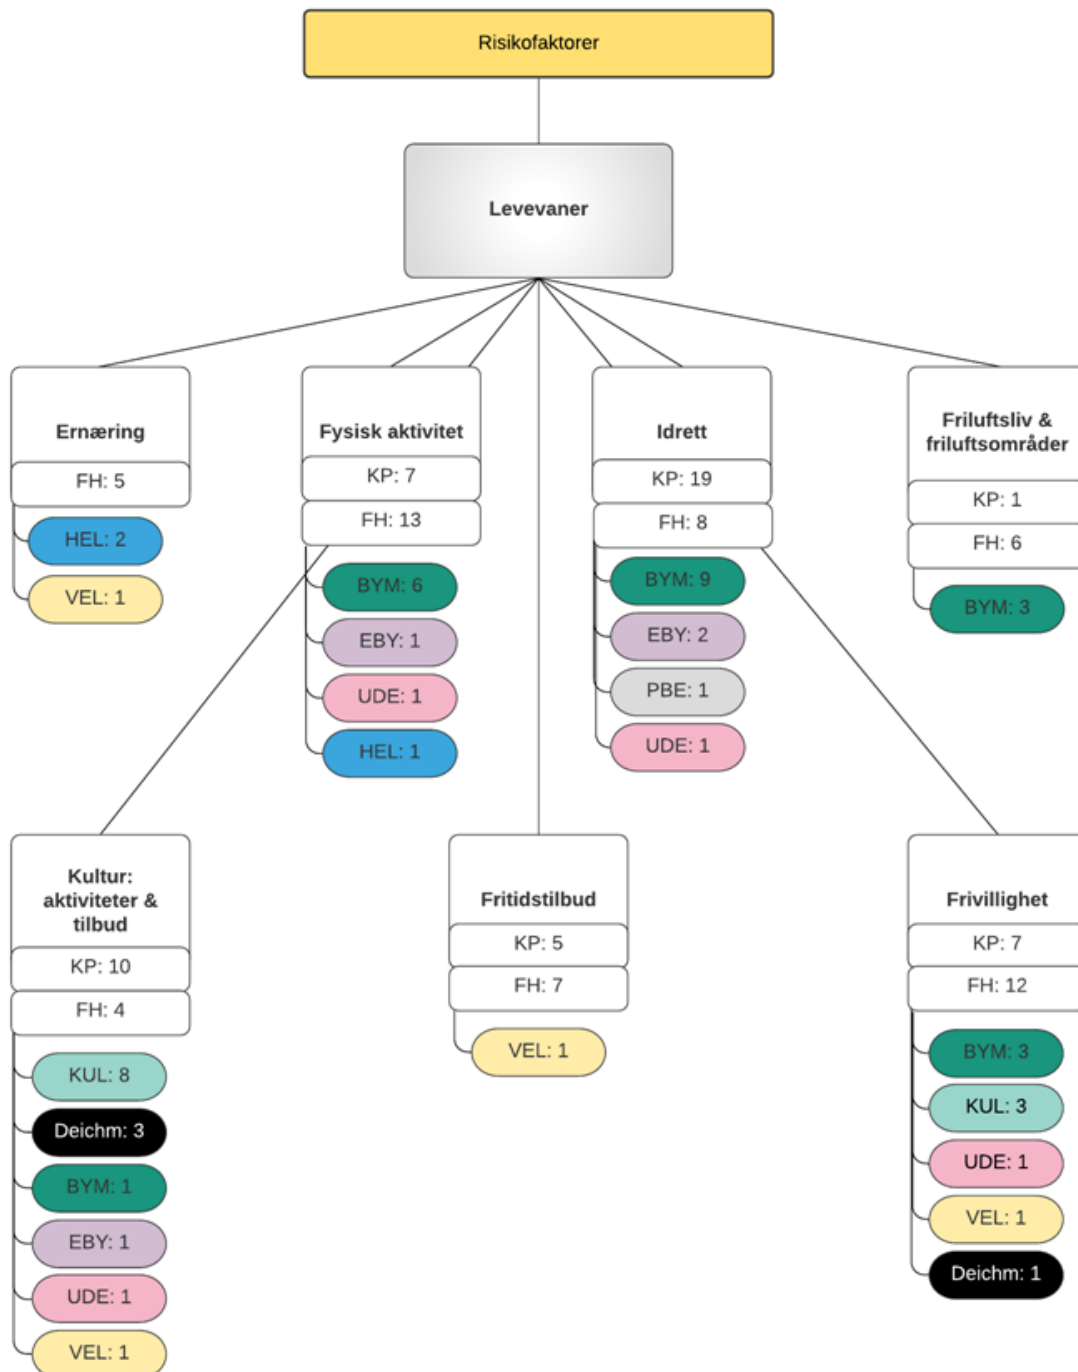 Risikofaktorer
Levevaner
Ernæring
FH: 5
HEL: 2
VEL: 1
Fysisk aktivitet
KP: 7
FH: 13
BYM: 6
EBY: 1
UDE: 1
HEL: 1
Idrett
KP: 19
FH: 8
BYM: 9
EBY: 2
PBE: 1
UDE: 1
Friluftsliv &
friluftsområder
KP: 1
FH: 6
BYM: 3
Kultur:
aktiviteter &
tilbud
KP: 10
FH: 4
KUL: 8
Deichm: 3
BYM: 1
EBY: 1
UDE: 1
VEL: 1
Fritidstilbud
KP: 5
FH: 7
VEL: 1
Frivillighet
KP: 7
FH: 12
BYM: 3
KUL: 3
UDE: 1
VEL: 1
Deichm: 1